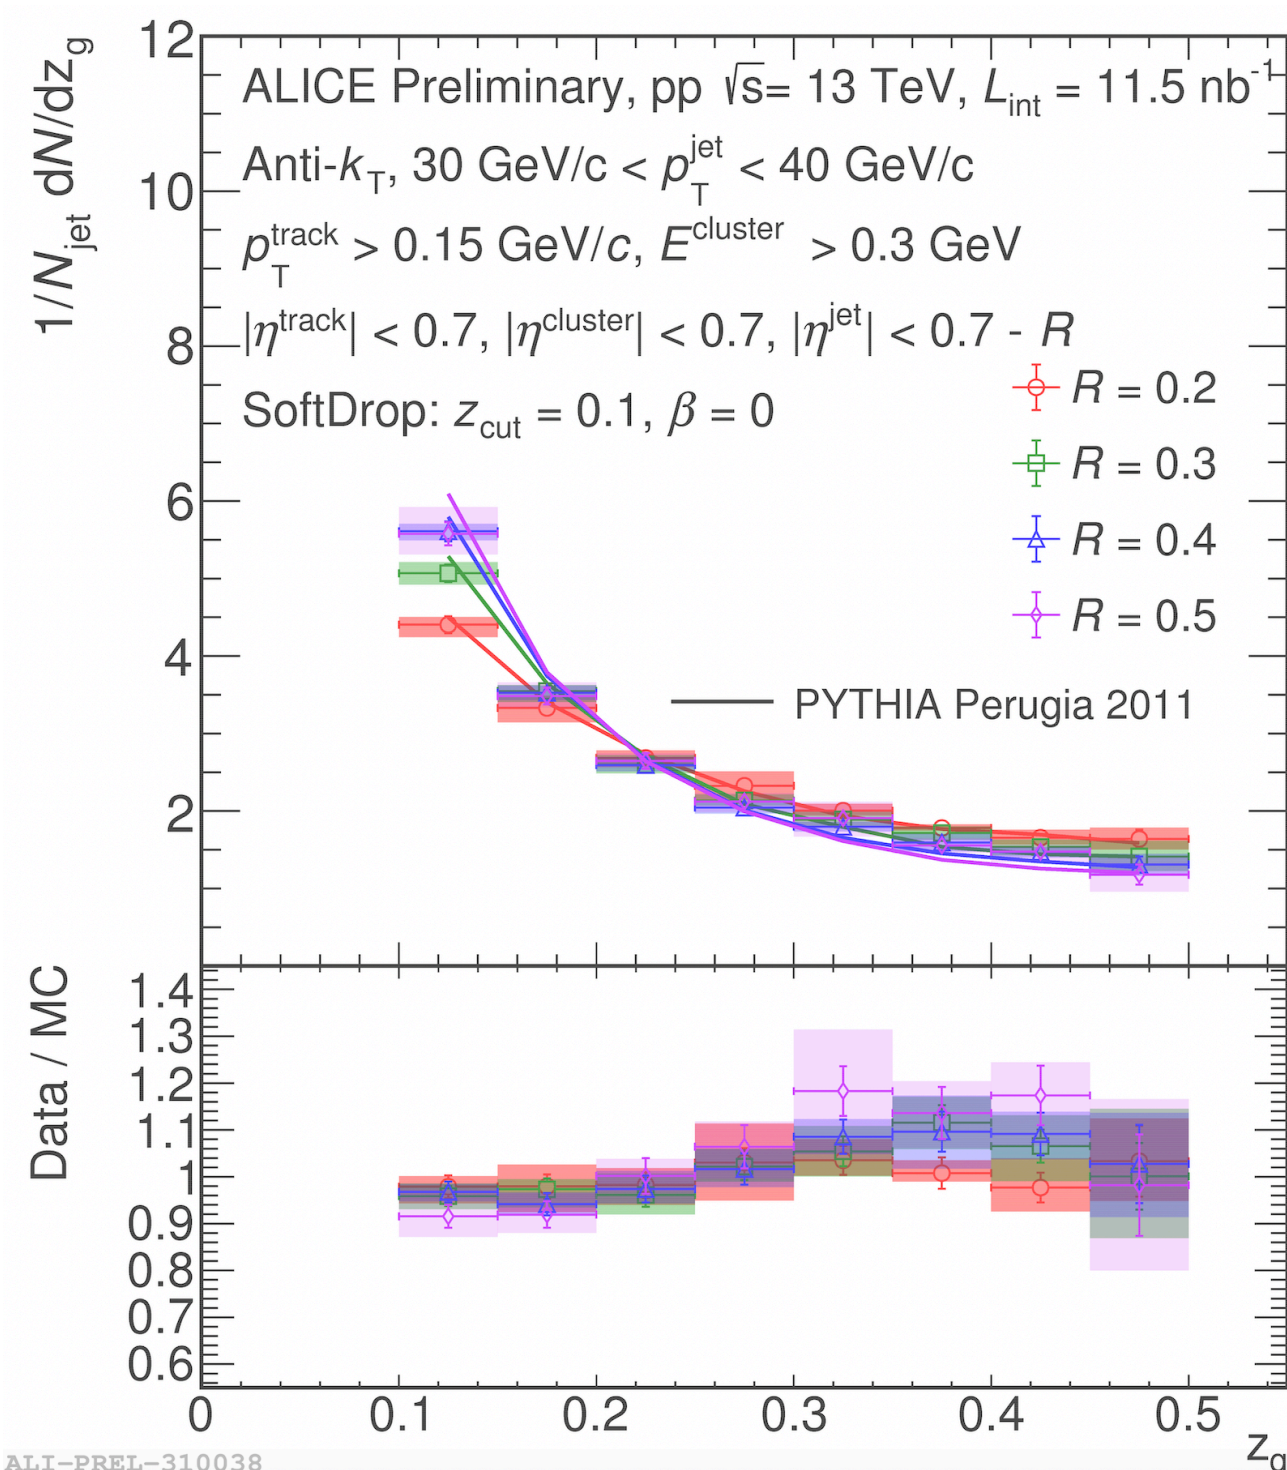 1/N_jet dN/dz_g
12
10
8
6
4
2
ALICE Preliminary, pp √s= 13 TeV, L_int = 11.5 nb^-1
Anti-k_T, 30 GeV/c < p_T^jet < 40 GeV/c
p_T^track > 0.15 GeV/c, E^cluster > 0.3 GeV
|η^track| < 0.7, |η^cluster| < 0.7, |η^jet| < 0.7 - R
SoftDrop: z_cut = 0.1, β = 0
R = 0.2
R = 0.3
R = 0.4
R = 0.5
PYTHIA Perugia 2011
Data / MC
1.4
1.3
1.2
1.1
1
0.9
0.8
0.7
0.6
0 0.1 0.2 0.3 0.4 0.5
z_g
ALI-PREL-310038